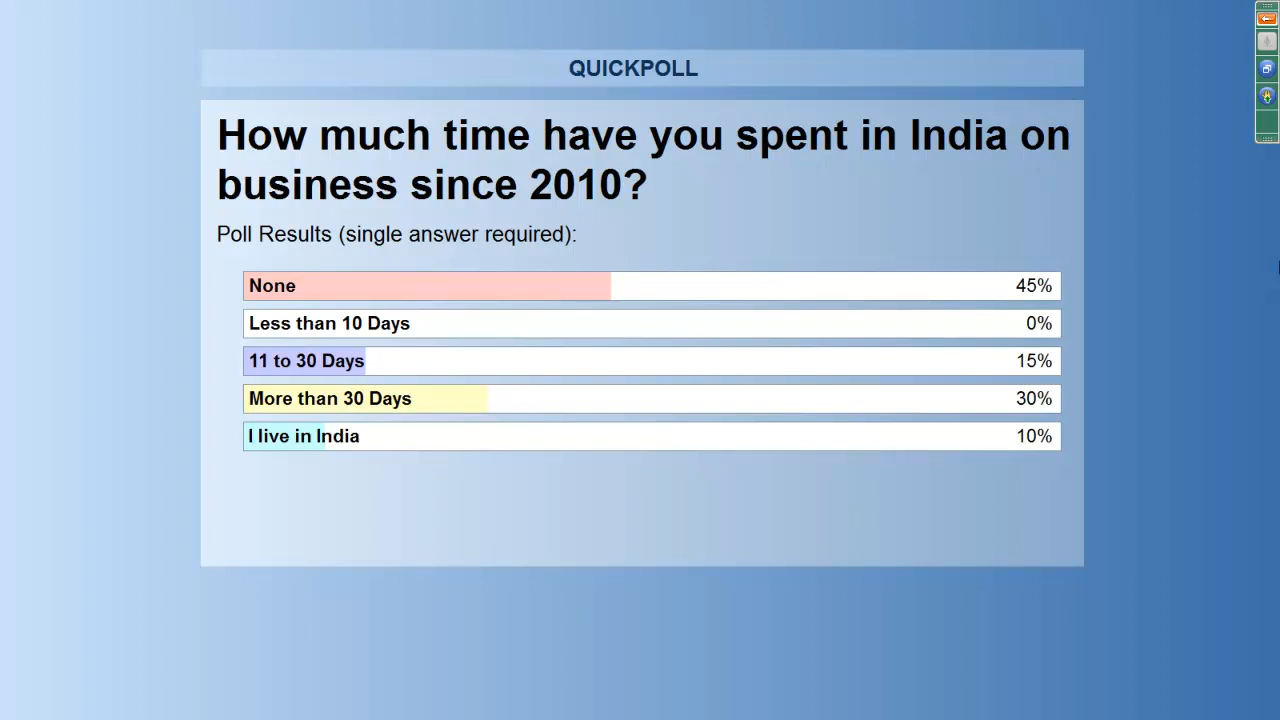 QUICKPOLL
How much time have you spent in India on
business since 2010?
Poll Results (single answer required):
None 45%
Less than 10 Days 0%
11 to 30 Days 15%
More than 30 Days 30%
I live in India 10%